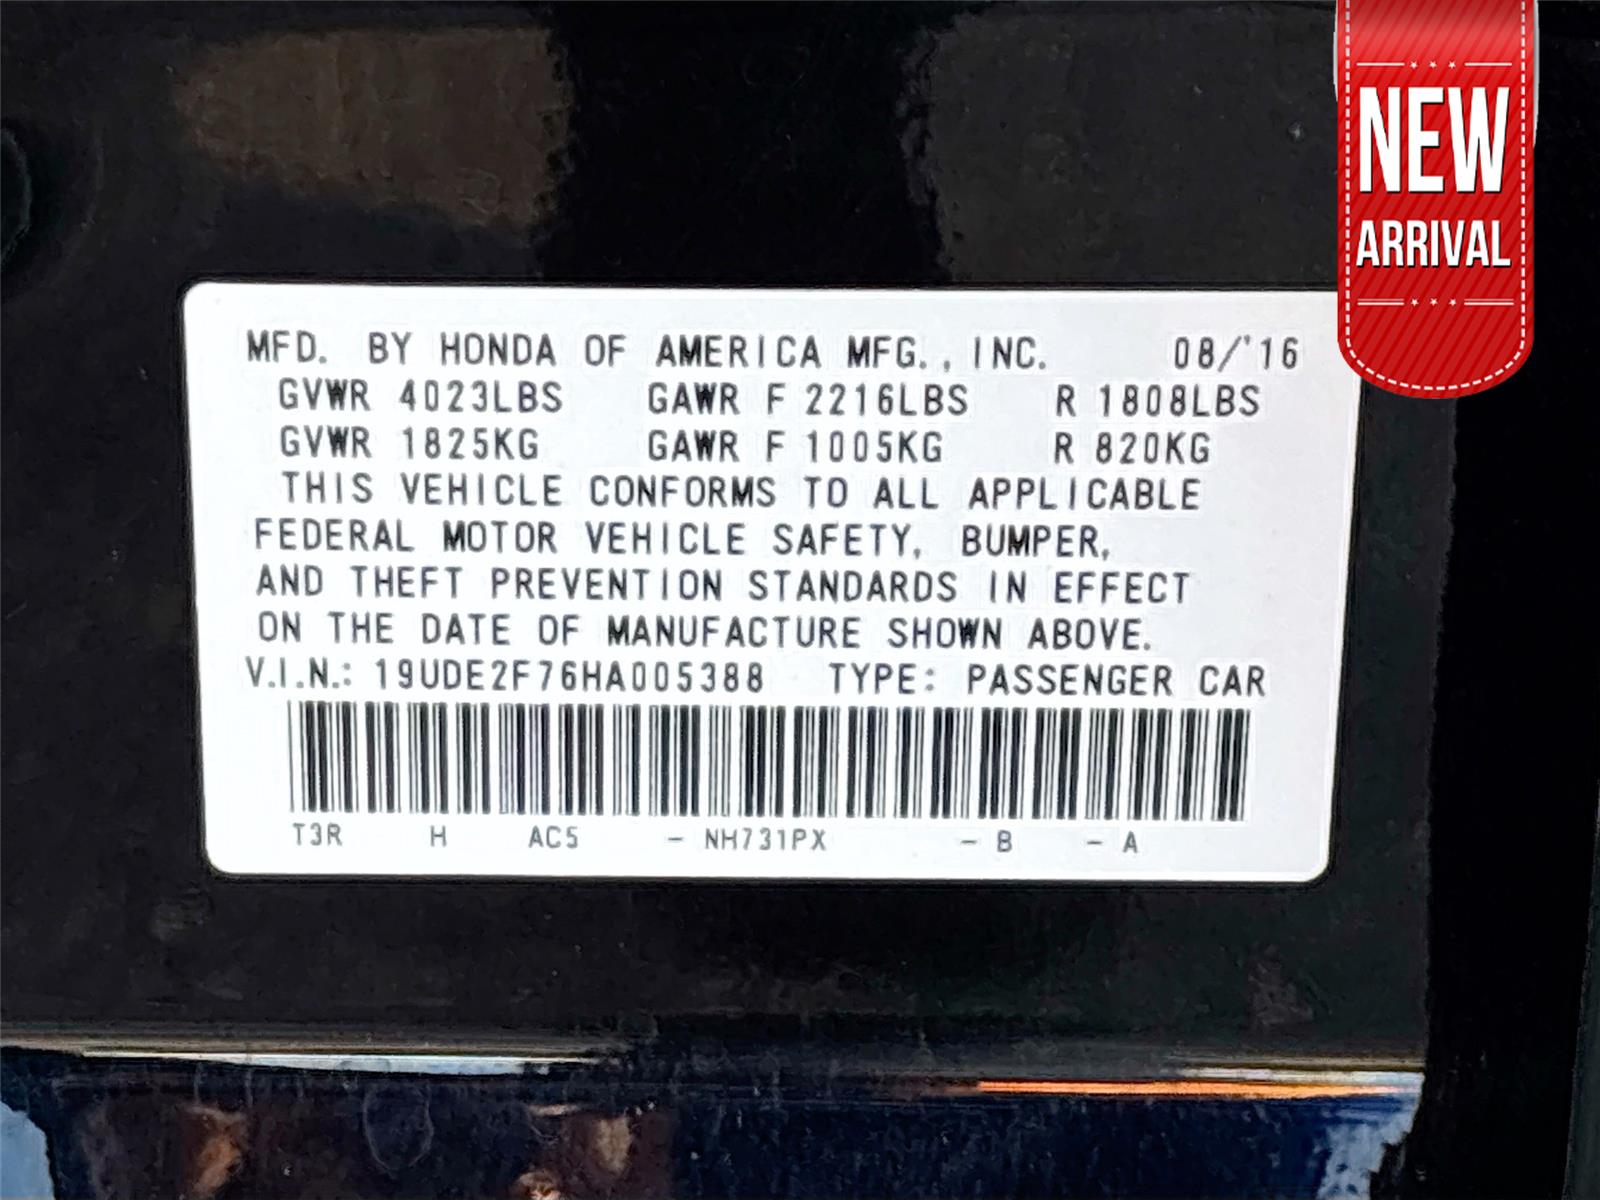 NEW
ARRIVAL
MFD. BY HONDA OF AMERICA MFG., INC. 08/'16
GVWR 4023LBS GAWR F 2216LBS R 1808LBS
GVWR 1825KG GAWR F 1005KG R 820KG
THIS VEHICLE CONFORMS TO ALL APPLICABLE
FEDERAL MOTOR VEHICLE SAFETY, BUMPER,
AND THEFT PREVENTION STANDARDS IN EFFECT
ON THE DATE OF MANUFACTURE SHOWN ABOVE.
V.I.N.: 19UDE2F76HA005388 TYPE: PASSENGER CAR
T3R H AC5 - NH731PX - B - A